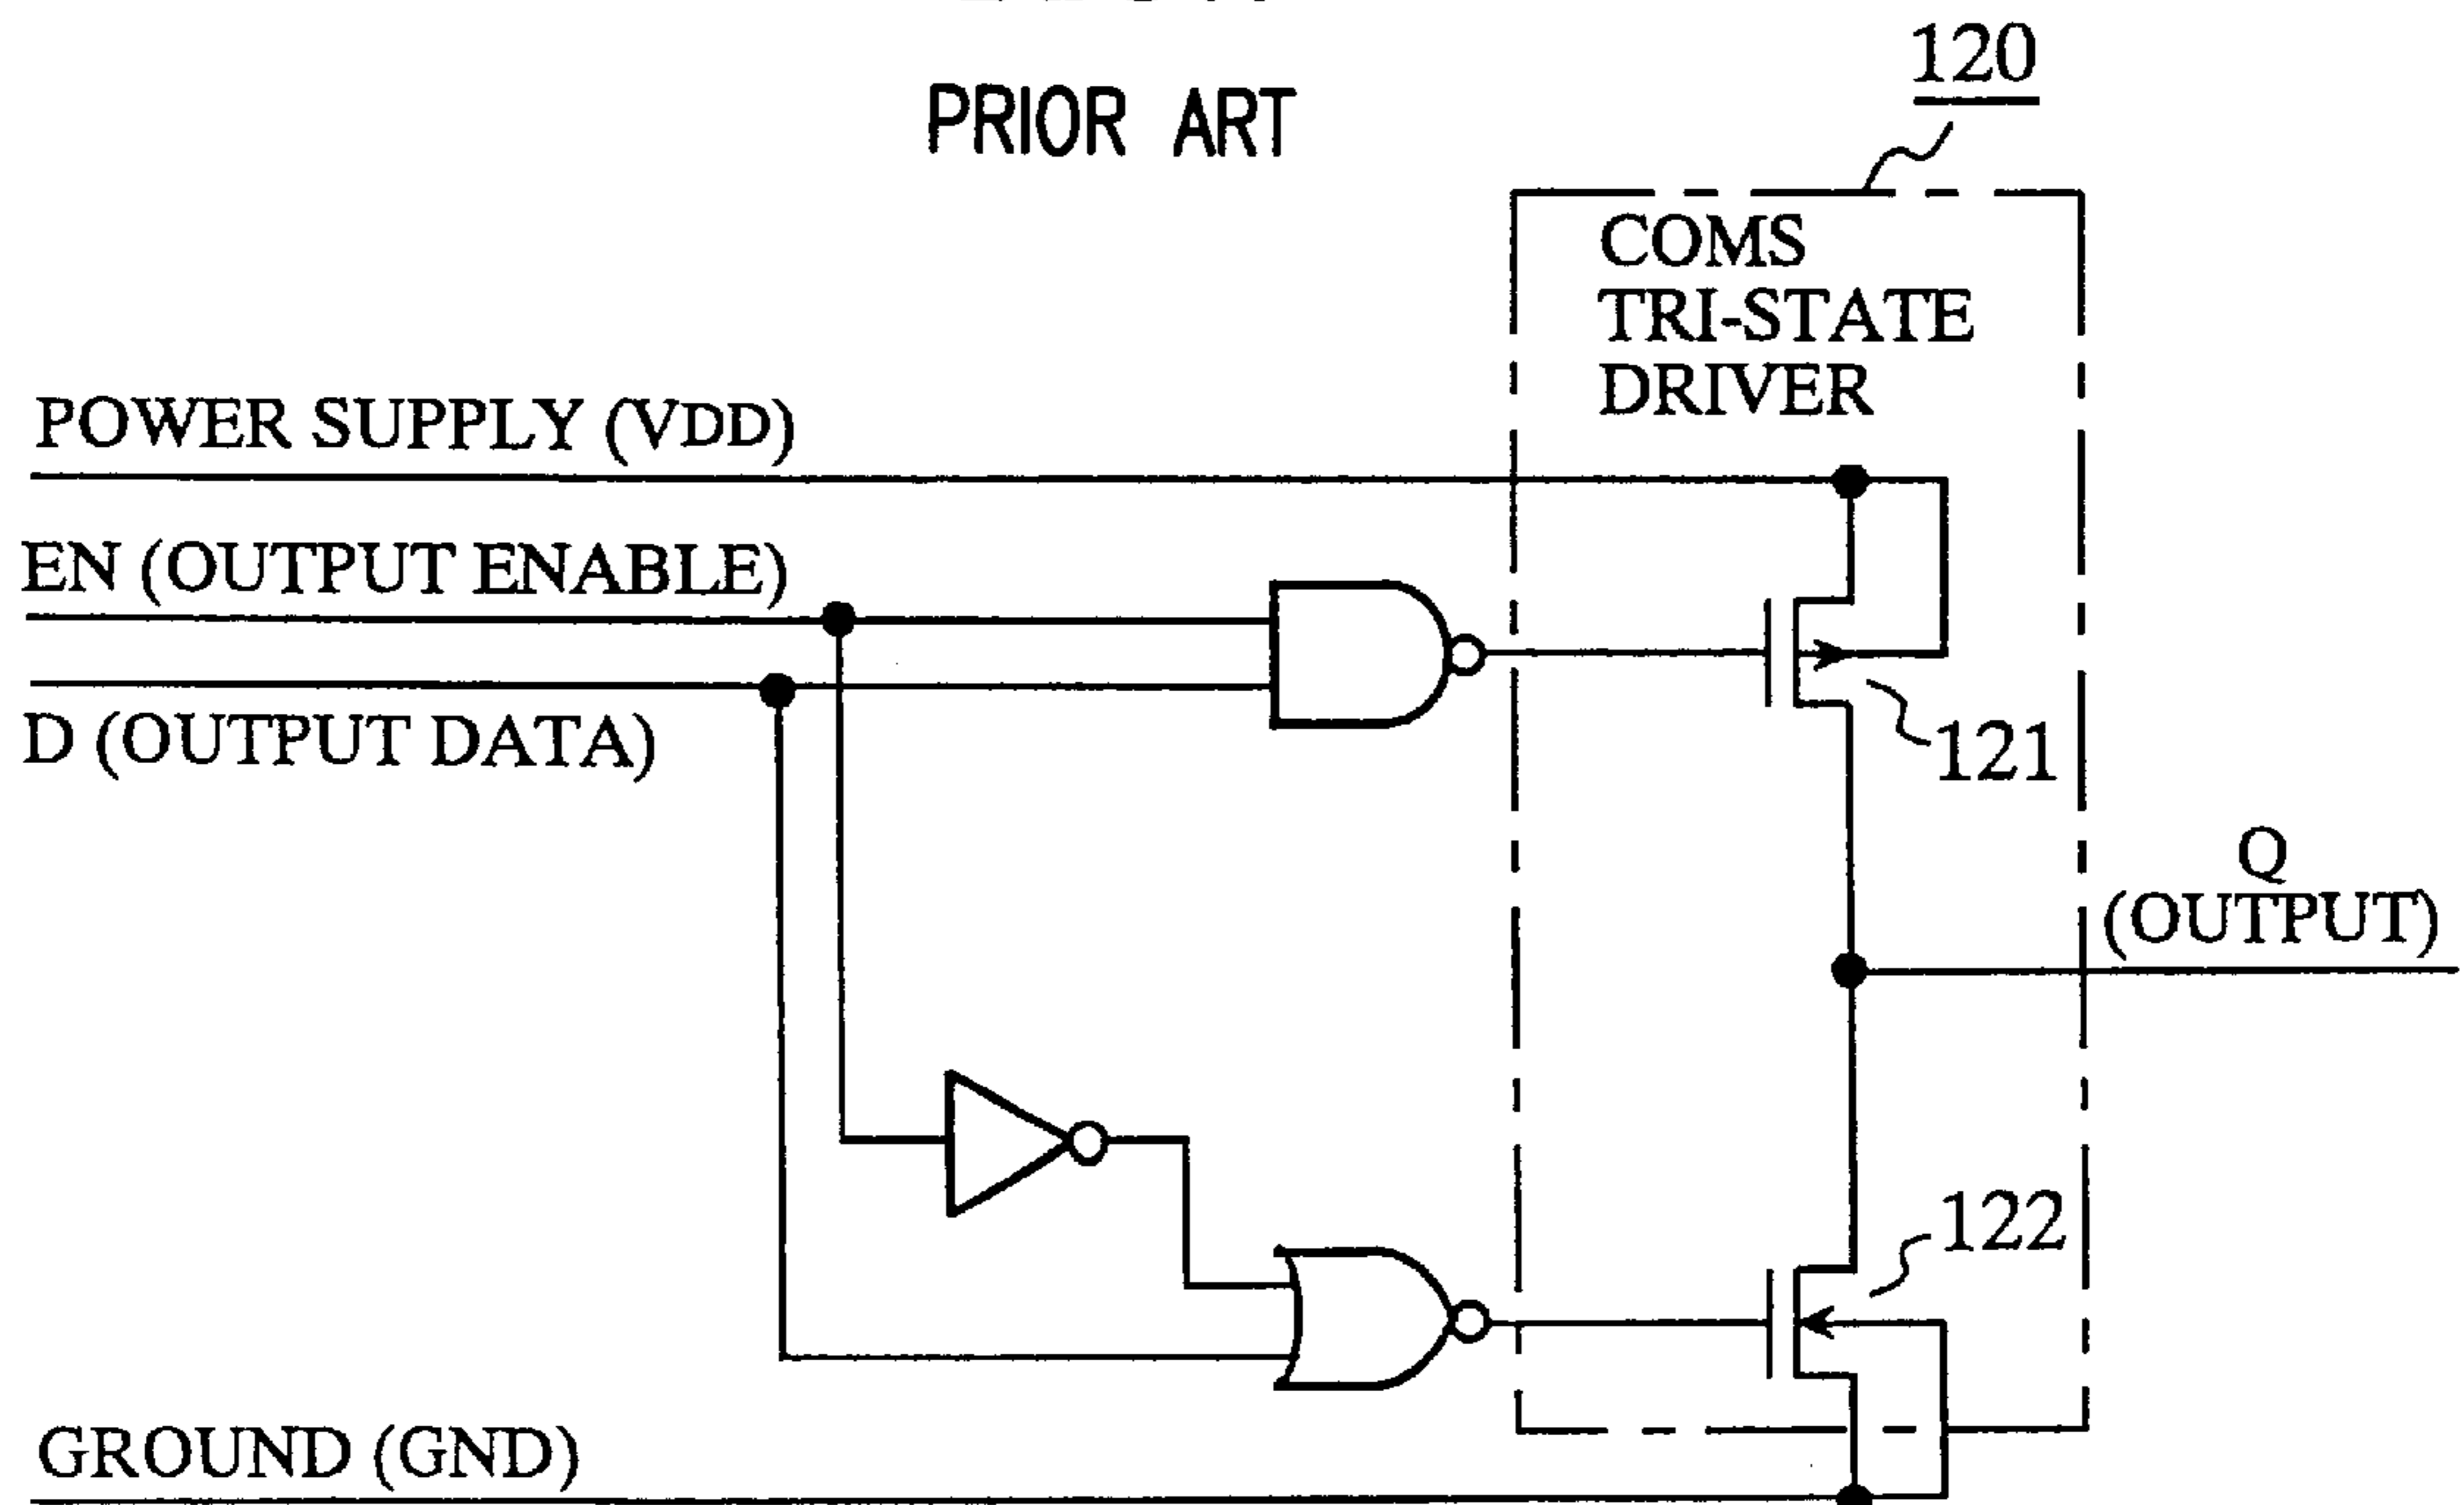 PRIOR ART
120
COMS
TRI-STATE
DRIVER
POWER SUPPLY (VDD)
EN (OUTPUT ENABLE)
D (OUTPUT DATA)
121
Q
(OUTPUT)
122
GROUND (GND)